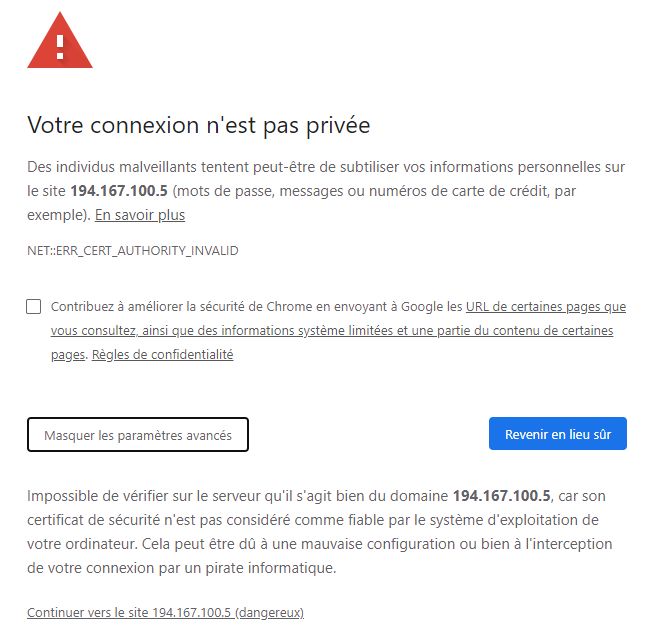 Votre connexion n'est pas privée
Des individus malveillants tentent peut-être de subtiliser vos informations personnelles sur
le site 194.167.100.5 (mots de passe, messages ou numéros de carte de crédit, par
exemple). En savoir plus
NET::ERR_CERT_AUTHORITY_INVALID
Contribuez à améliorer la sécurité de Chrome en envoyant à Google les URL de certaines pages que
vous consultez, ainsi que des informations système limitées et une partie du contenu de certaines
pages. Règles de confidentialité
Masquer les paramètres avancés
Revenir en lieu sûr
Impossible de vérifier sur le serveur qu'il s'agit bien du domaine 194.167.100.5, car son
certificat de sécurité n'est pas considéré comme fiable par le système d'exploitation de
votre ordinateur. Cela peut être dû à une mauvaise configuration ou bien à l'interception
de votre connexion par un pirate informatique.
Continuer vers le site 194.167.100.5 (dangereux)